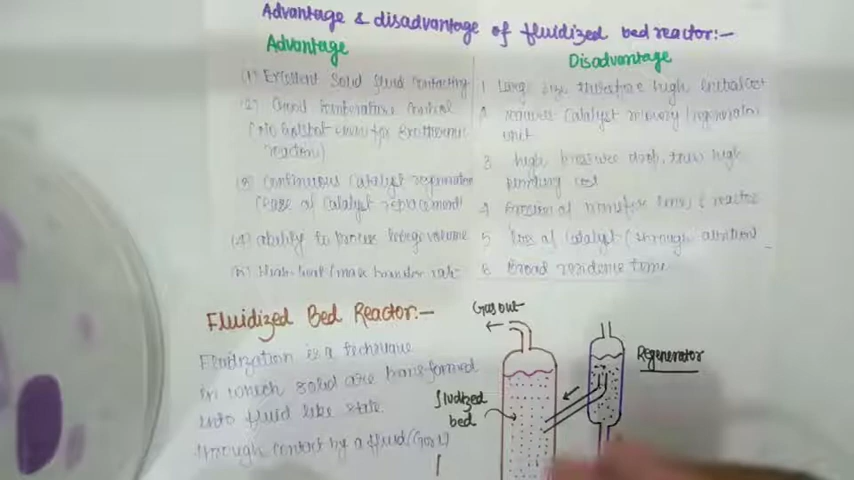 Advantage & disadvantage of fluidized bed reactor:-
Advantage
(1) Excellent Solid fluid contacting
(2) Good temperature control
(No hotspot even for exothermic
reaction)
(3) Continuous catalyst regeneration
(ease of catalyst replacement)
(4) ability to process large volume
(5) High heat/mass transfer rate
Disadvantage
1 Large size therefore high initial cost
2 requires Catalyst recovery/regenerator
unit
3 high pressure drop, thus high
pumping cost
4 Erosion of lines & reactor
5 loss of Catalyst (through attrition)
6 Broad residence time
Fluidized Bed Reactor:-
Fluidization is a technique
in which solid are transformed
into fluid like state
through contact by a fluid (Gas)
Gas out
fludized
bed
Regenerator